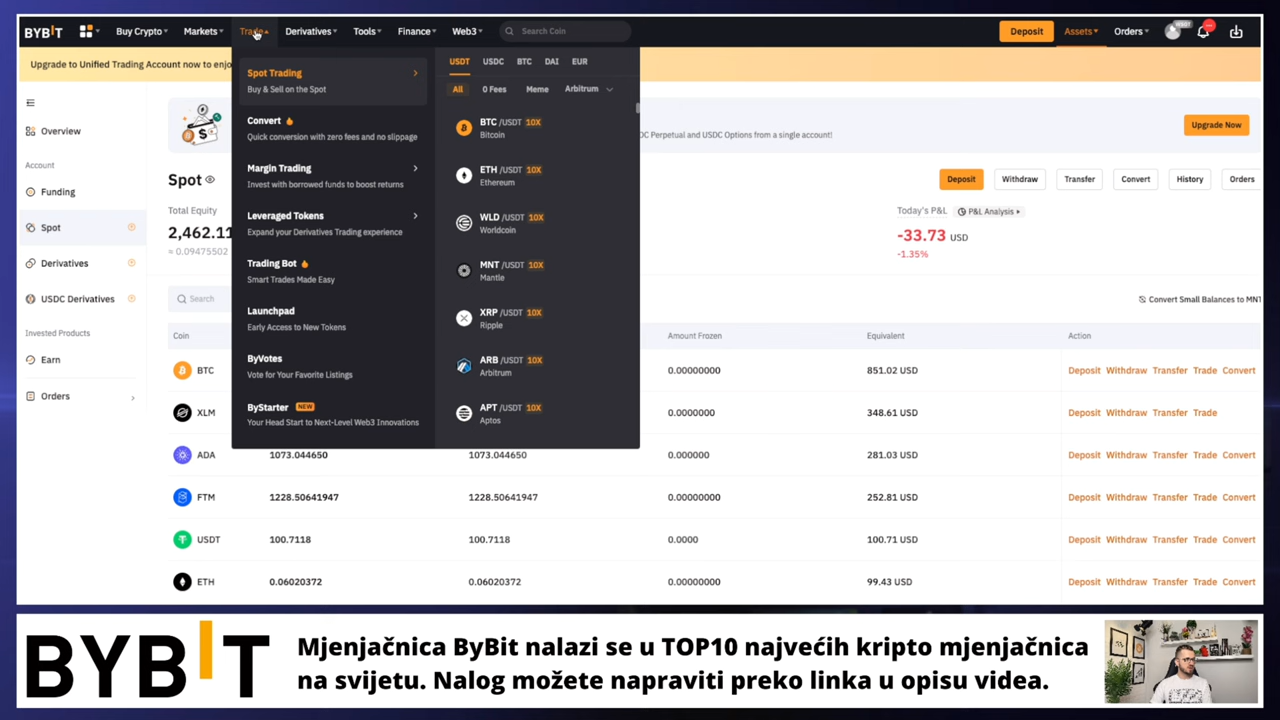 BYBIT
Buy Crypto
Markets
Trade
Derivatives
Tools
Finance
Web3
Search Coin
Deposit
Assets
Orders
Upgrade to Unified Trading Account now to enjo
DC Perpetual and USDC Options from a single account!
Upgrade Now
Overview
Account
Funding
Spot
Derivatives
USDC Derivatives
Invested Products
Earn
Orders
Spot
Total Equity
2,462.11
≈ 0,09475502
Search
Spot Trading
Buy & Sell on the Spot
Convert
Quick conversion with zero fees and no slippage
Margin Trading
Invest with borrowed funds to boost returns
Leveraged Tokens
Expand your Derivatives Trading experience
Trading Bot
Smart Trades Made Easy
Launchpad
Early Access to New Tokens
ByVotes
Vote for Your Favorite Listings
ByStarter NEW
Your Head Start to Next-Level Web3 Innovations
USDT USDC BTC DAI EUR
All 0 Fees Meme Arbitrum
BTC /USDT 10X
Bitcoin
ETH /USDT 10X
Ethereum
WLD /USDT 10X
Worldcoin
MNT /USDT 10X
Mantle
XRP /USDT 10X
Ripple
ARB /USDT 10X
Arbitrum
APT /USDT 10X
Aptos
Deposit Withdraw Transfer Convert History Orders
Today's P&L P&L Analysis
-33.73 USD
-1.35%
Convert Small Balances to MNT
Coin Amount Frozen Equivalent Action
BTC 0.00000000 851.02 USD Deposit Withdraw Transfer Trade Convert
XLM 0.0000000 348.61 USD Deposit Withdraw Transfer Trade
ADA 1073.044650 1073.044650 0.000000 281.03 USD Deposit Withdraw Transfer Trade Convert
FTM 1228.50641947 1228.50641947 0.00000000 252.81 USD Deposit Withdraw Transfer Trade Convert
USDT 100.7118 100.7118 0.0000 100.71 USD Deposit Withdraw Transfer Trade Convert
ETH 0.06020372 0.06020372 0.00000000 99.43 USD Deposit Withdraw Transfer Trade Convert
BYBIT
Mjenjačnica ByBit nalazi se u TOP10 najvećih kripto mjenjačnica
na svijetu. Nalog možete napraviti preko linka u opisu videa.